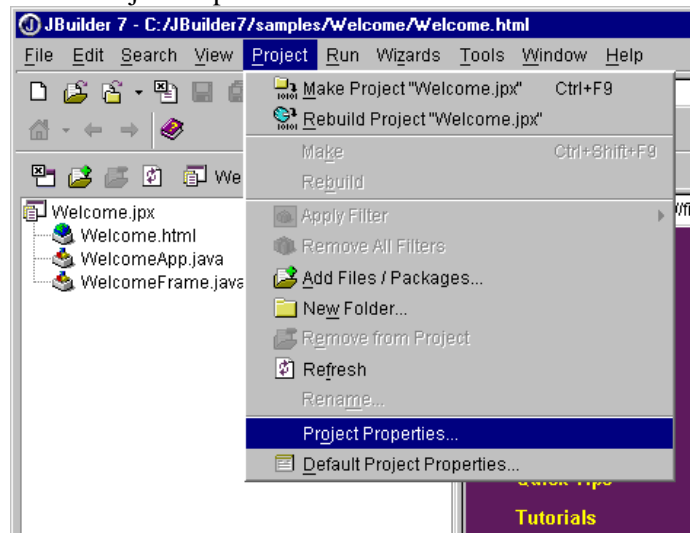 JBuilder 7 - C:/JBuilder7/samples/Welcome/Welcome.html
File Edit Search View Project Run Wizards Tools Window Help
Make Project "Welcome.jpx" Ctrl+F9
Rebuild Project "Welcome.jpx"
Make Ctrl+Shift+F9
Rebuild
We
Welcome.jpx
Welcome.html
WelcomeApp.java
WelcomeFrame.java
Apply Filter
Remove All Filters
Add Files / Packages...
New Folder...
Remove from Project
Refresh
Rename...
Project Properties...
Default Project Properties...
Quick Tips
Tutorials